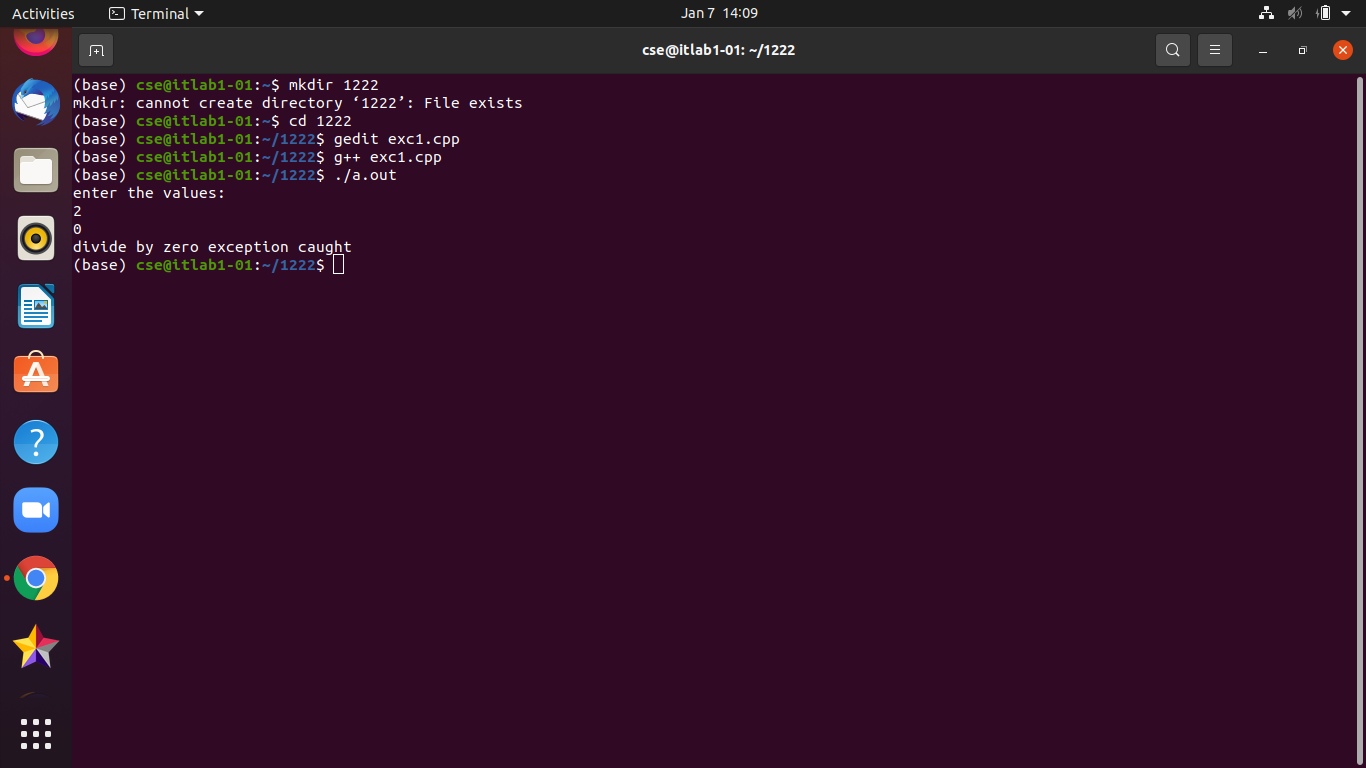 Activities Terminal Jan 7 14:09
cse@itlab1-01: ~/1222
(base) cse@itlab1-01:~$ mkdir 1222
mkdir: cannot create directory ‘1222’: File exists
(base) cse@itlab1-01:~$ cd 1222
(base) cse@itlab1-01:~/1222$ gedit exc1.cpp
(base) cse@itlab1-01:~/1222$ g++ exc1.cpp
(base) cse@itlab1-01:~/1222$ ./a.out
enter the values:
2
0
divide by zero exception caught
(base) cse@itlab1-01:~/1222$